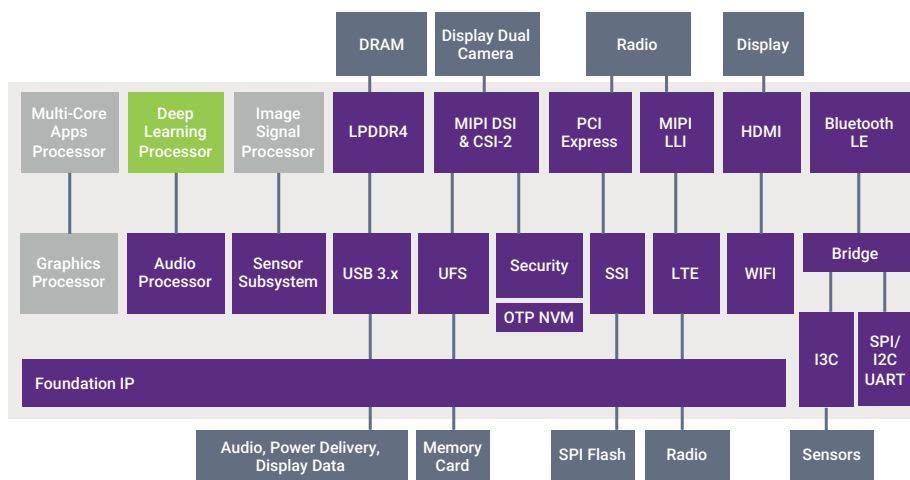 DRAM
Display Dual
Camera
Radio
Display
Multi-Core
Apps
Processor
Deep
Learning
Processor
Image
Signal
Processor
LPDDR4
MIPI DSI
& CSI-2
PCI
Express
MIPI
LLI
HDMI
Bluetooth
LE
Graphics
Processor
Audio
Processor
Sensor
Subsystem
USB 3.x
UFS
Security
OTP NVM
SSI
LTE
WIFI
Bridge
I3C
SPI/
I2C
UART
Foundation IP
Audio, Power Delivery,
Display Data
Memory
Card
SPI Flash
Radio
Sensors